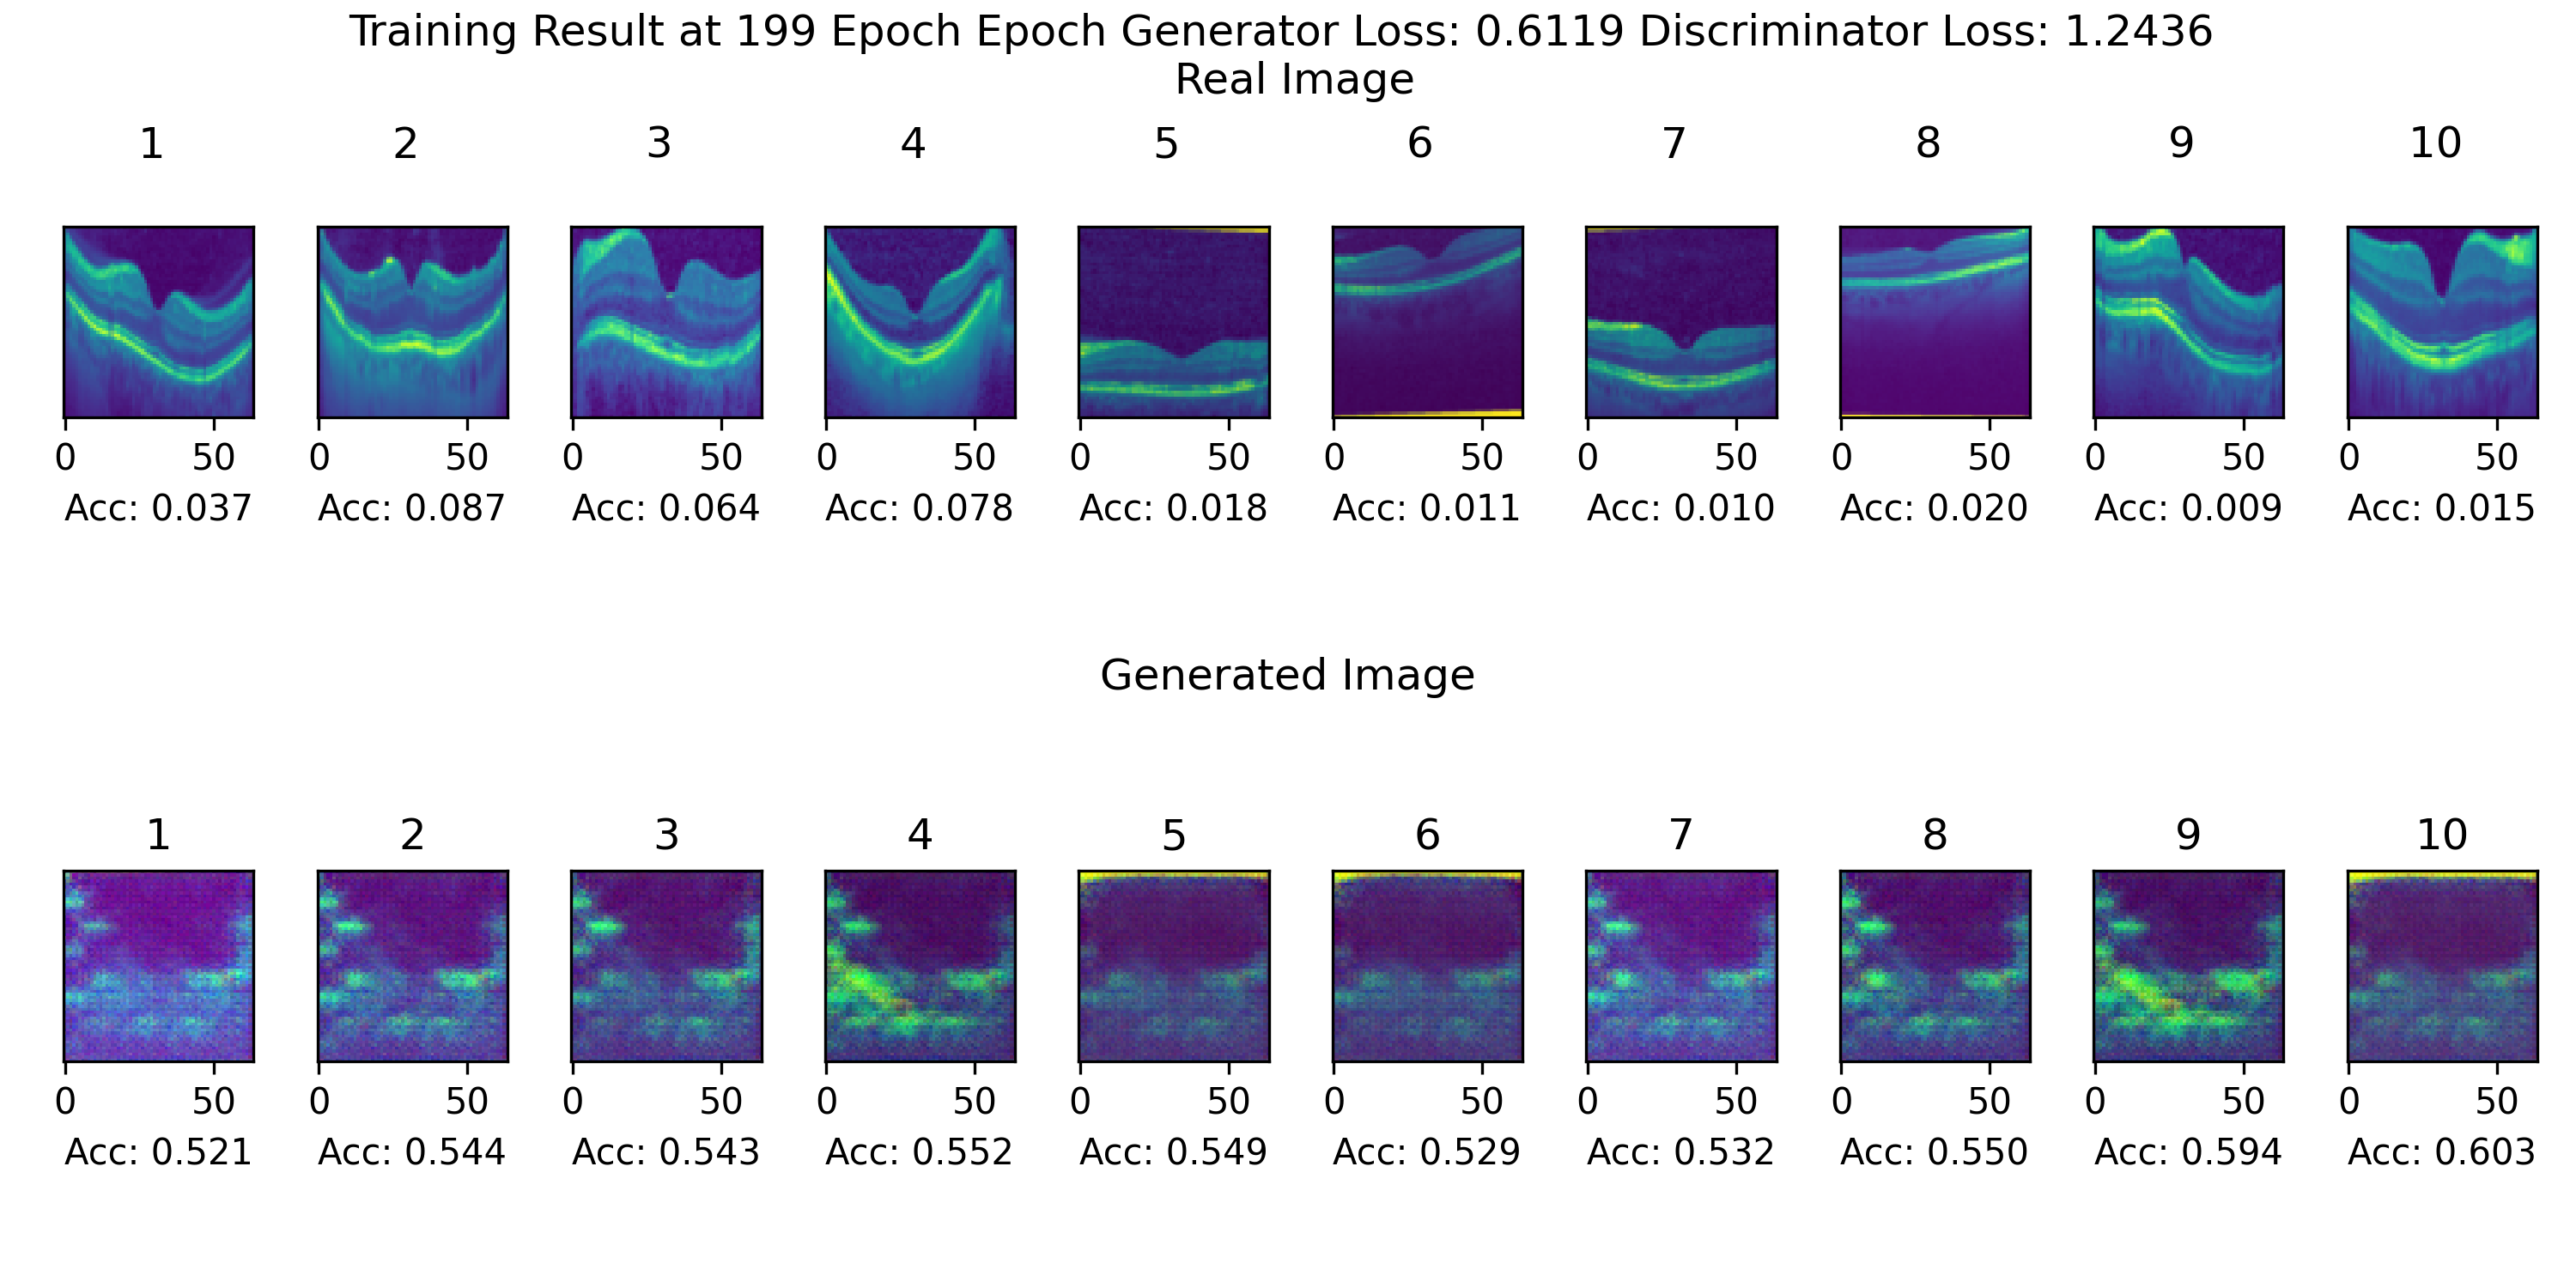 Training Result at 199 Epoch Epoch Generator Loss: 0.6119 Discriminator Loss: 1.2436
Real Image
1 2 3 4 5 6 7 8 9 10
0 50 0 50 0 50 0 50 0 50 0 50 0 50 0 50 0 50 0 50
Acc: 0.037 Acc: 0.087 Acc: 0.064 Acc: 0.078 Acc: 0.018 Acc: 0.011 Acc: 0.010 Acc: 0.020 Acc: 0.009 Acc: 0.015
Generated Image
1 2 3 4 5 6 7 8 9 10
0 50 0 50 0 50 0 50 0 50 0 50 0 50 0 50 0 50 0 50
Acc: 0.521 Acc: 0.544 Acc: 0.543 Acc: 0.552 Acc: 0.549 Acc: 0.529 Acc: 0.532 Acc: 0.550 Acc: 0.594 Acc: 0.603